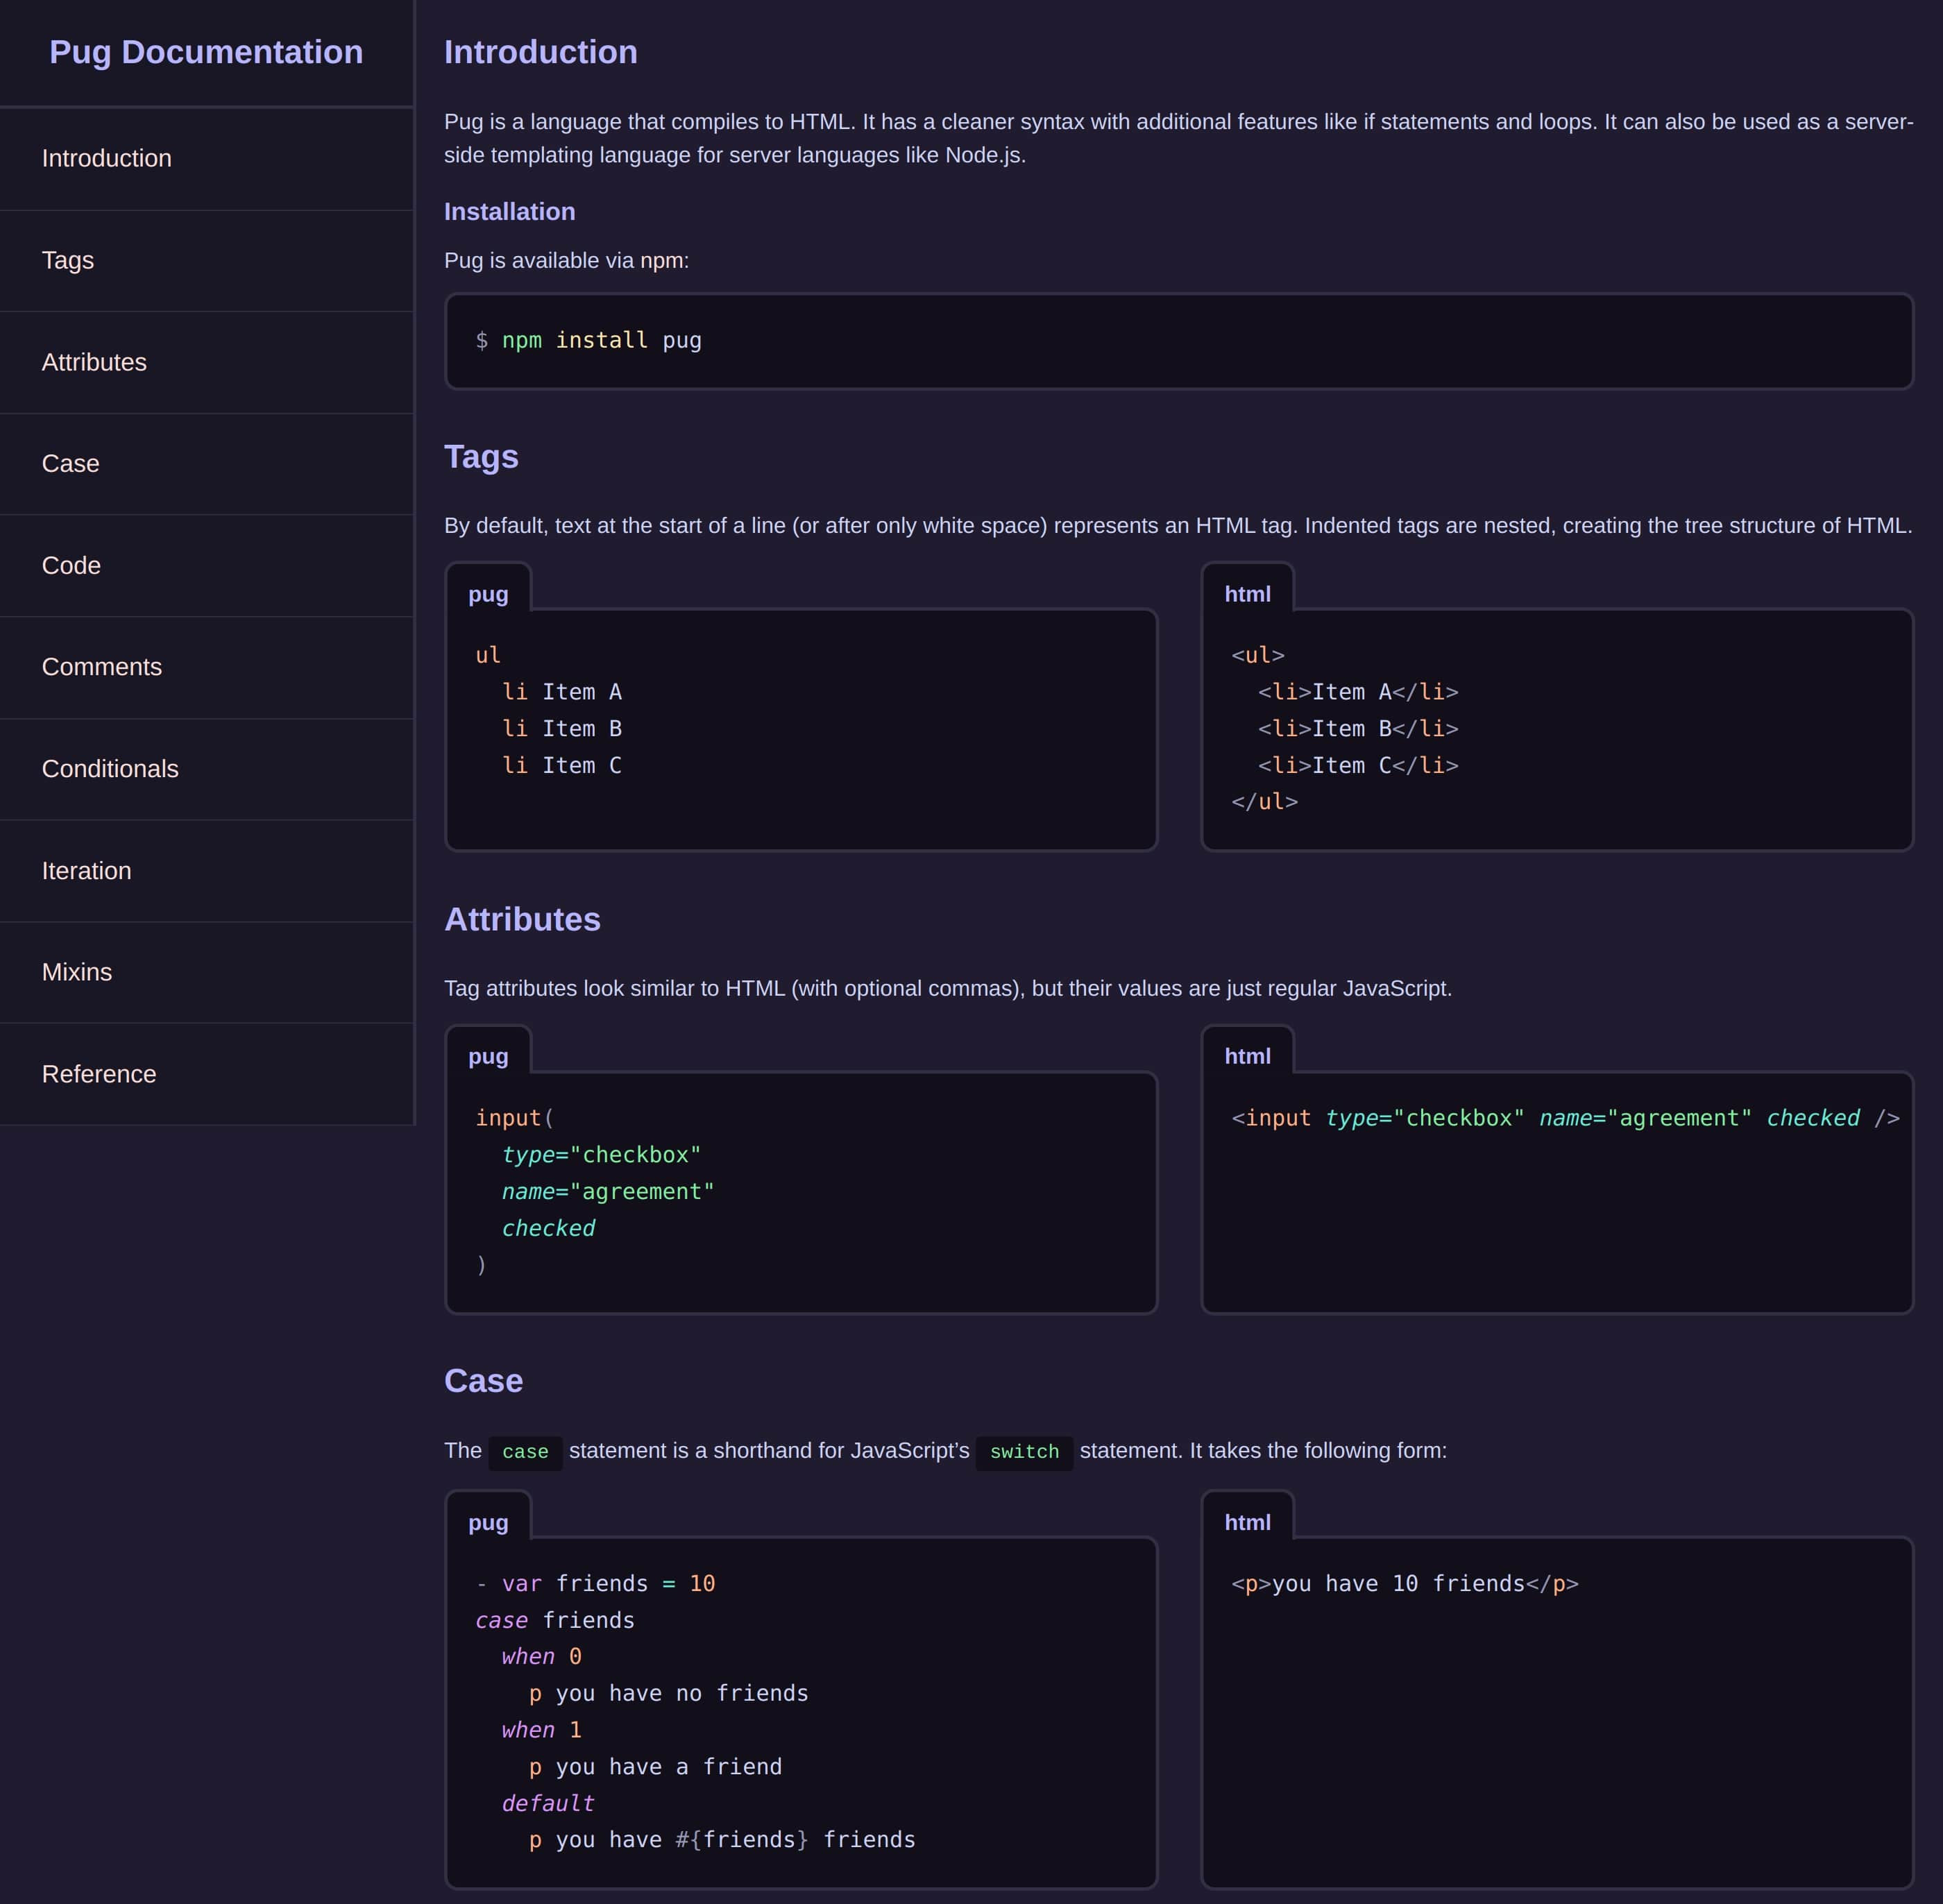 Pug Documentation
Introduction
Tags
Attributes
Case
Code
Comments
Conditionals
Iteration
Mixins
Reference
Introduction
Pug is a language that compiles to HTML. It has a cleaner syntax with additional features like if statements and loops. It can also be used as a server-
side templating language for server languages like Node.js.
Installation
Pug is available via npm:
$ npm install pug
Tags
By default, text at the start of a line (or after only white space) represents an HTML tag. Indented tags are nested, creating the tree structure of HTML.
pug
ul
  li Item A
  li Item B
  li Item C
html
<ul>
  <li>Item A</li>
  <li>Item B</li>
  <li>Item C</li>
</ul>
Attributes
Tag attributes look similar to HTML (with optional commas), but their values are just regular JavaScript.
pug
input(
  type="checkbox"
  name="agreement"
  checked
)
html
<input type="checkbox" name="agreement" checked />
Case
The case statement is a shorthand for JavaScript’s switch statement. It takes the following form:
pug
- var friends = 10
case friends
  when 0
    p you have no friends
  when 1
    p you have a friend
  default
    p you have #{friends} friends
html
<p>you have 10 friends</p>